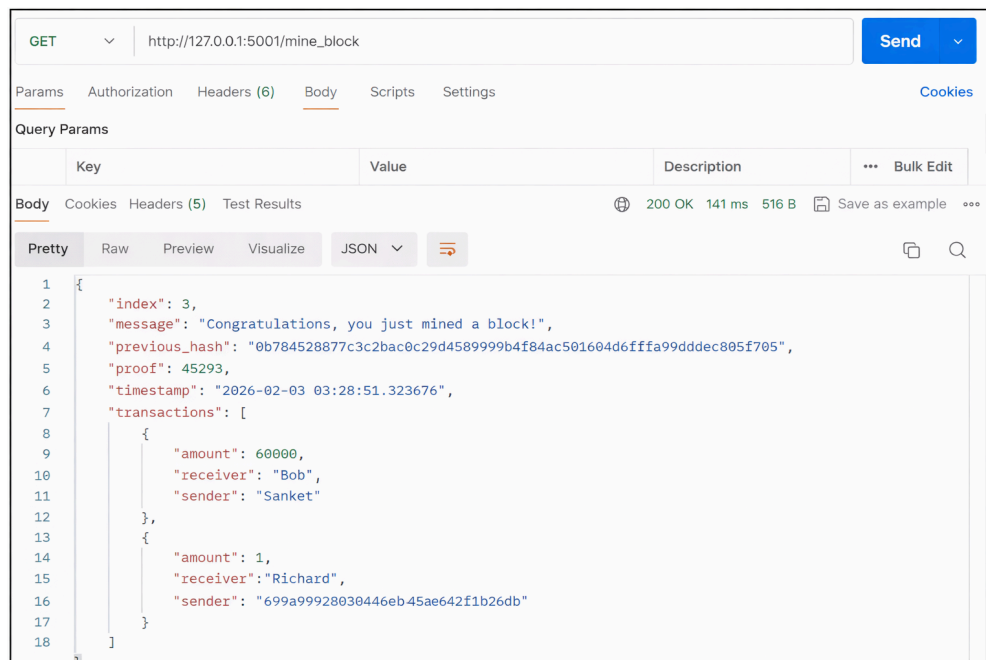 GET http://127.0.0.1:5001/mine_block Send
Params Authorization Headers (6) Body Scripts Settings Cookies
Query Params
Key Value Description ••• Bulk Edit
Body Cookies Headers (5) Test Results 200 OK 141 ms 516 B Save as example
Pretty Raw Preview Visualize JSON
1 {
2 "index": 3,
3 "message": "Congratulations, you just mined a block!",
4 "previous_hash": "0b784528877c3c2bac0c29d4589999b4f84ac501604d6fffa99dddec805f705",
5 "proof": 45293,
6 "timestamp": "2026-02-03 03:28:51.323676",
7 "transactions": [
8 {
9 "amount": 60000,
10 "receiver": "Bob",
11 "sender": "Sanket"
12 },
13 {
14 "amount": 1,
15 "receiver":"Richard",
16 "sender": "699a99928030446eb45ae642f1b26db"
17 }
18 ]
}